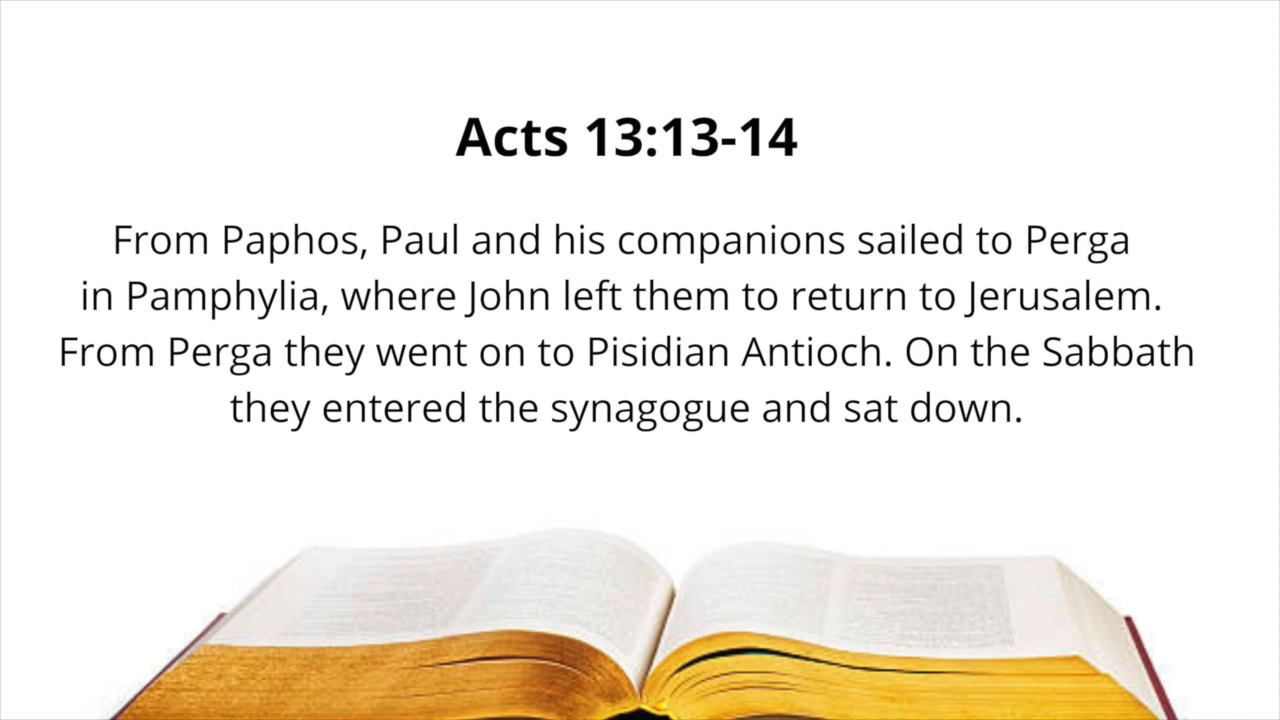 Acts 13:13-14
From Paphos, Paul and his companions sailed to Perga
in Pamphylia, where John left them to return to Jerusalem.
From Perga they went on to Pisidian Antioch. On the Sabbath
they entered the synagogue and sat down.